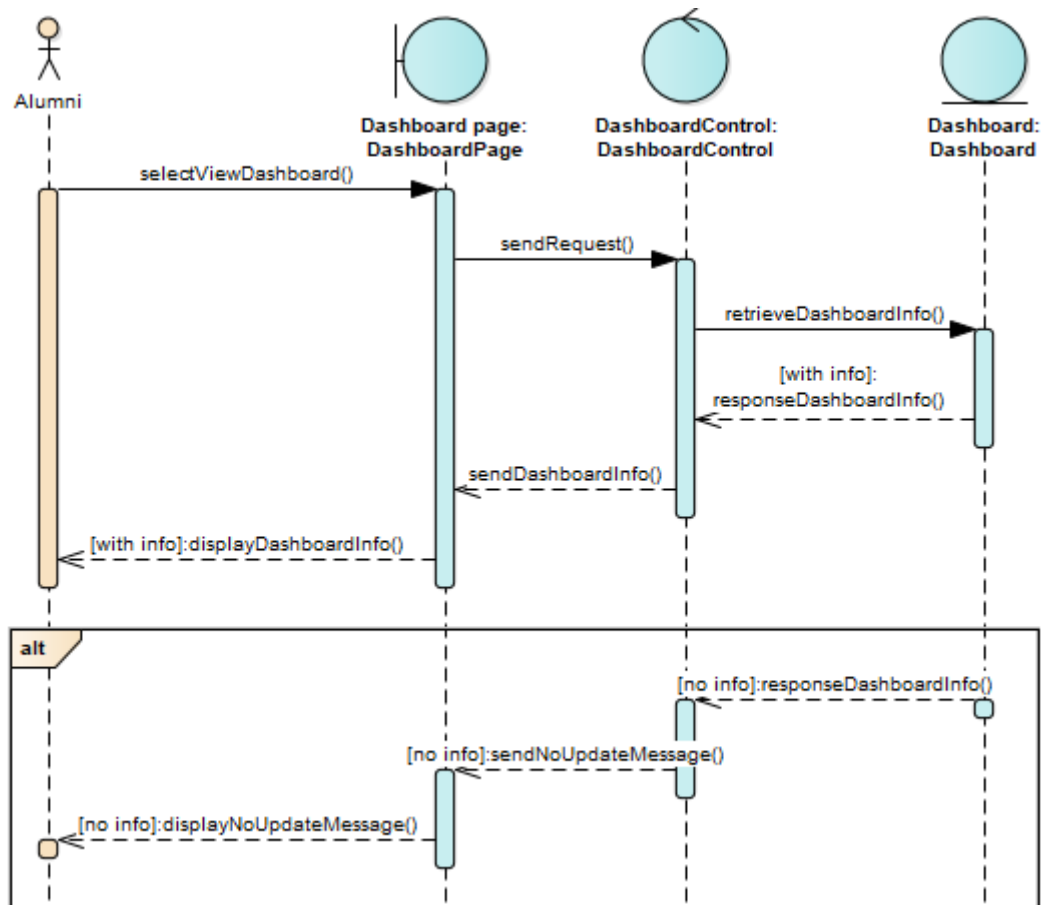 Alumni
Dashboard page:
DashboardPage
DashboardControl:
DashboardControl
Dashboard:
Dashboard
selectViewDashboard()
sendRequest()
retrieveDashboardInfo()
[with info]:
responseDashboardInfo()
sendDashboardInfo()
[with info]:displayDashboardInfo()
alt
[no info]:responseDashboardInfo()
[no info]:sendNoUpdateMessage()
[no info]:displayNoUpdateMessage()